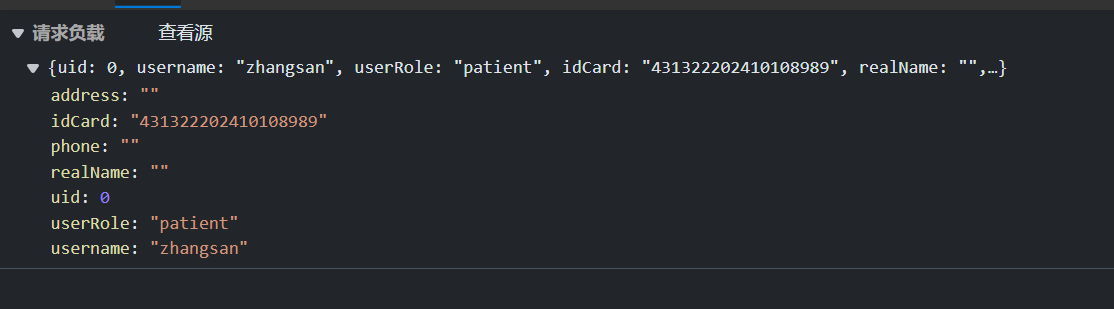 请求负载 查看源
{uid: 0, username: "zhangsan", userRole: "patient", idCard: "431322202410108989", realName: "",…}
address: ""
idCard: "431322202410108989"
phone: ""
realName: ""
uid: 0
userRole: "patient"
username: "zhangsan"